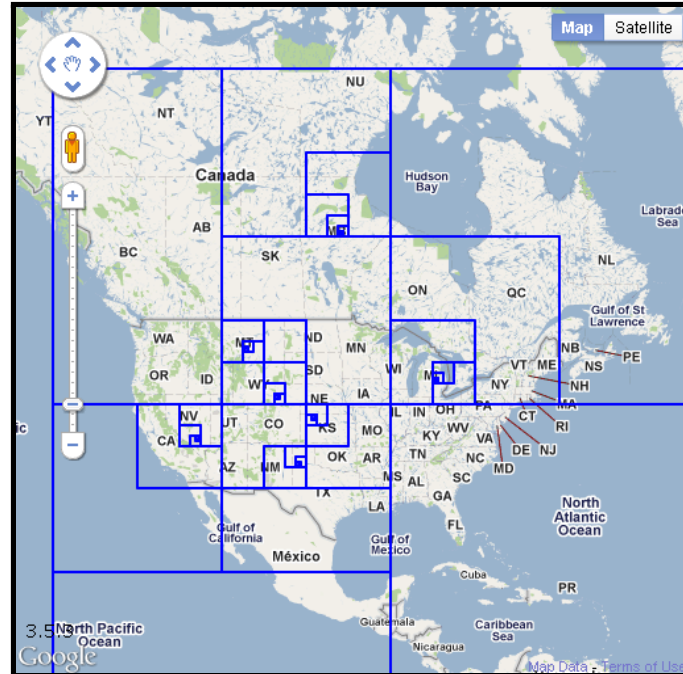 Map Satellite
NU
YT
NT
Canada
Hudson
Bay
Labrador
Sea
AB
BC
SK
NL
ON
QC
Gulf of St
Lawrence
WA
ND
MN
NB
PE
OR
ID
SD
WI
VT ME
NS
WY
NY
NH
NE
IA
MA
NV
UT
CO
KS
MO
IL IN OH
PA
CT
RI
CA
KY
WV
VA
DE
NJ
AZ
NM
OK
AR
TN
NC
MD
MS
AL
SC
TX
LA
GA
FL
North
Atlantic
Ocean
Gulf of
California
México
Gulf of
Mexico
Cuba
PR
Guatemala
Caribbean
Sea
Nicaragua
3.5.5
North Pacific
Ocean
Google
Map Data - Terms of Use